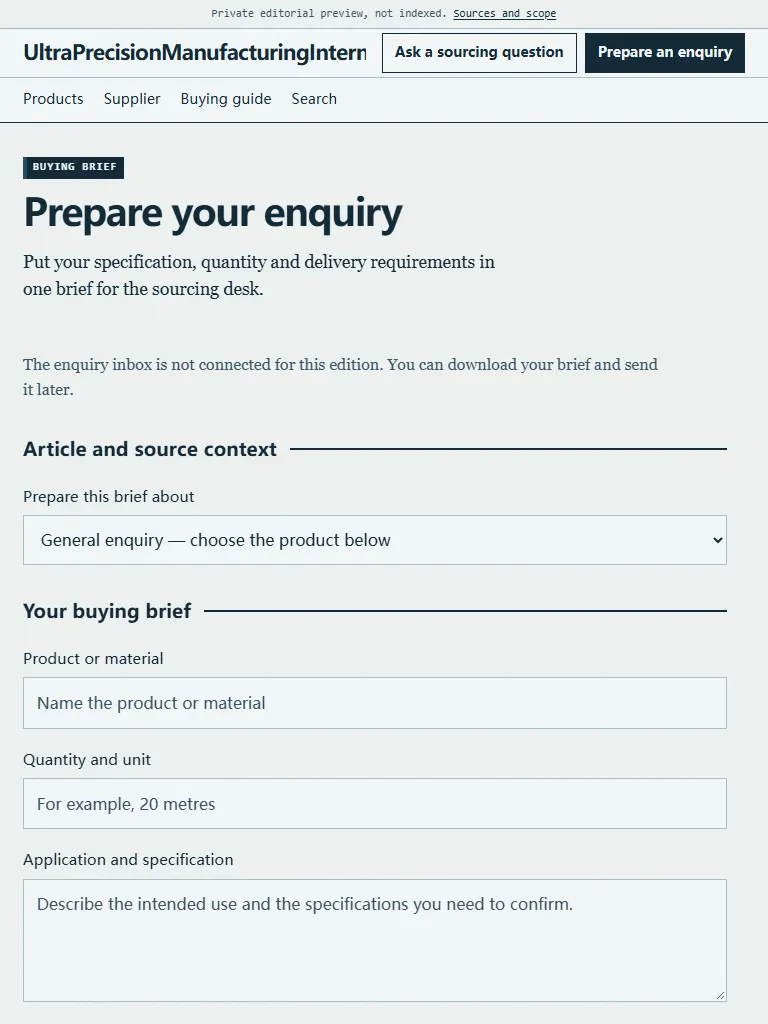 Private editorial preview, not indexed. Sources and scope
UltraPrecisionManufacturingIntern
Ask a sourcing question
Prepare an enquiry
Products
Supplier
Buying guide
Search
BUYING BRIEF
Prepare your enquiry
Put your specification, quantity and delivery requirements in
one brief for the sourcing desk.
The enquiry inbox is not connected for this edition. You can download your brief and send
it later.
Article and source context
Prepare this brief about
General enquiry — choose the product below
Your buying brief
Product or material
Name the product or material
Quantity and unit
For example, 20 metres
Application and specification
Describe the intended use and the specifications you need to confirm.